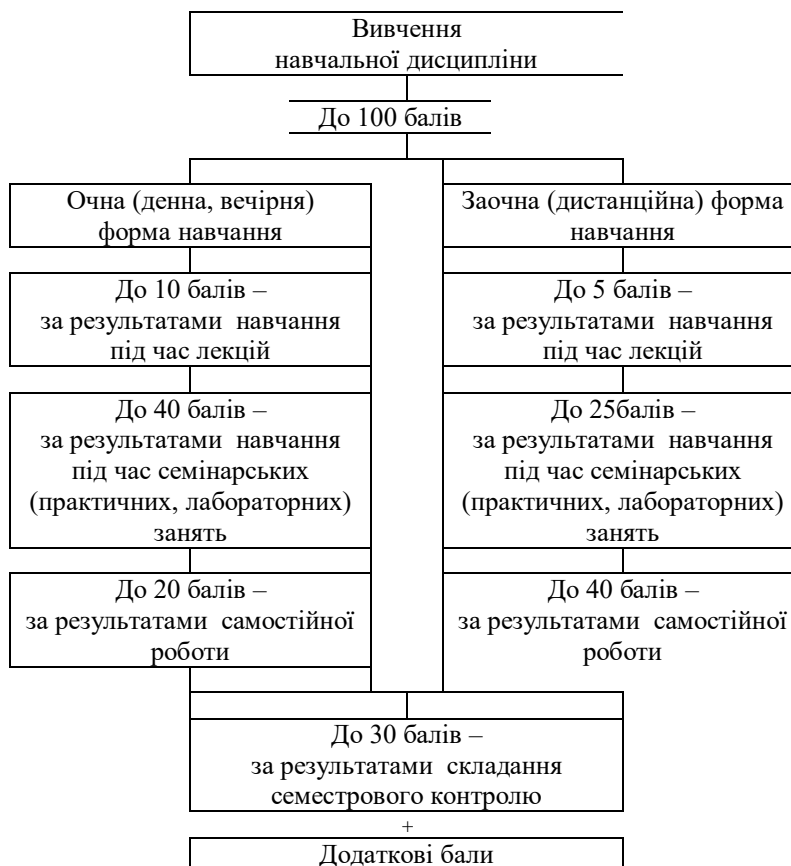 Вивчення
навчальної дисципліни
До 100 балів
Очна (денна, вечірня)
форма навчання
До 10 балів –
за результатами навчання
під час лекцій
До 40 балів –
за результатами навчання
під час семінарських
(практичних, лабораторних)
занять
До 20 балів –
за результатами самостійної
роботи
Заочна (дистанційна) форма
навчання
До 5 балів –
за результатами навчання
під час лекцій
До 25балів –
за результатами навчання
під час семінарських
(практичних, лабораторних)
занять
До 40 балів –
за результатами самостійної
роботи
До 30 балів –
за результатами складання
семестрового контролю
+
Додаткові бали